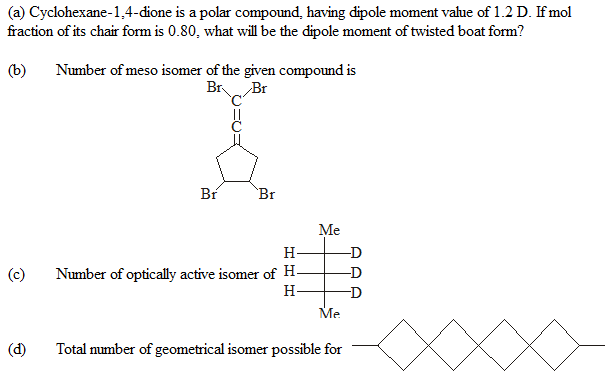 (a) Cyclohexane-1,4-dione is a polar compound, having dipole moment value of 1.2 D. If mol
fraction of its chair form is 0.80, what will be the dipole moment of twisted boat form?
(b) Number of meso isomer of the given compound is
Br Br
C
C
Br Br
Me
H D
(c) Number of optically active isomer of H D
H D
Me
(d) Total number of geometrical isomer possible for